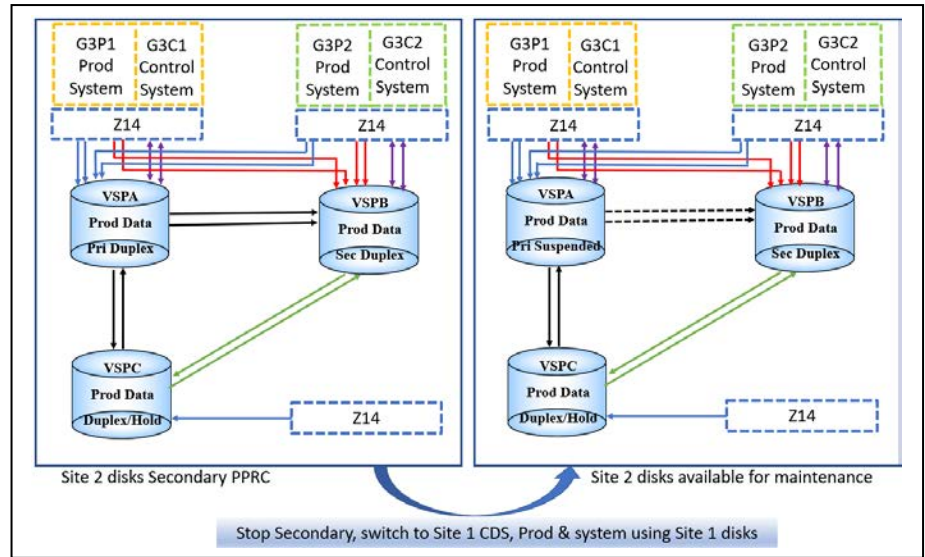 G3P1
Prod
System
G3C1
Control
System
G3P2
Prod
System
G3C2
Control
System
Z14
Z14
VSPA
Prod Data
Pri Duplex
VSPB
Prod Data
Sec Duplex
VSPC
Prod Data
Duplex/Hold
Z14
Site 2 disks Secondary PPRC
G3P1
Prod
System
G3C1
Control
System
G3P2
Prod
System
G3C2
Control
System
Z14
Z14
VSPA
Prod Data
Pri Suspended
VSPB
Prod Data
Sec Duplex
VSPC
Prod Data
Duplex/Hold
Z14
Site 2 disks available for maintenance
Stop Secondary, switch to Site 1 CDS, Prod & system using Site 1 disks